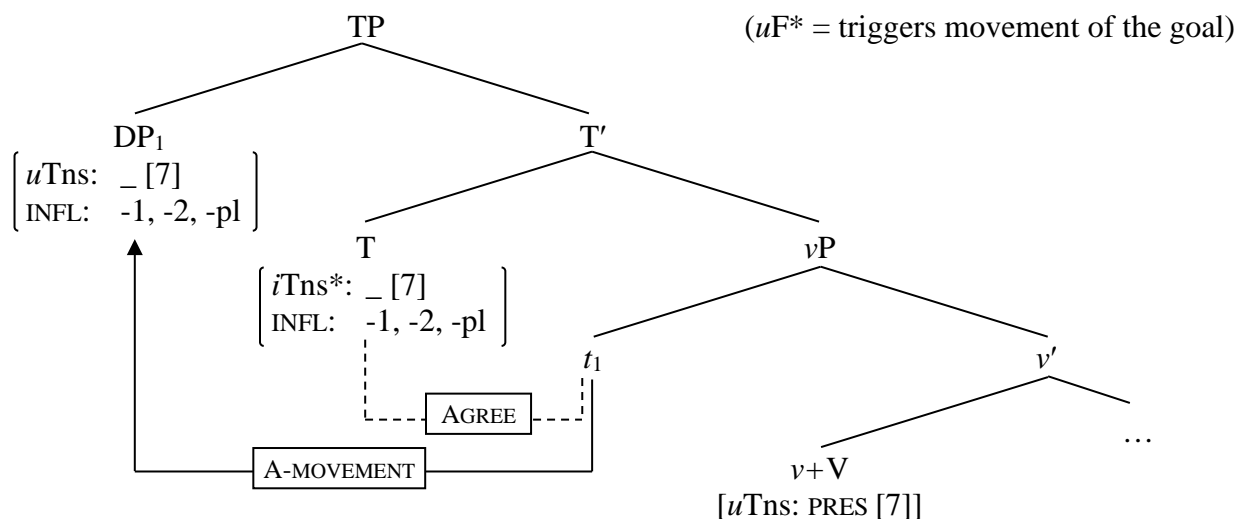 TP
(uF* = triggers movement of the goal)
DP₁
T′
uTns: _ [7]
INFL: -1, -2, -pl
T
vP
iTns*: _ [7]
INFL: -1, -2, -pl
t₁
v′
AGREE
…
A-MOVEMENT
v+V
[uTns: PRES [7]]